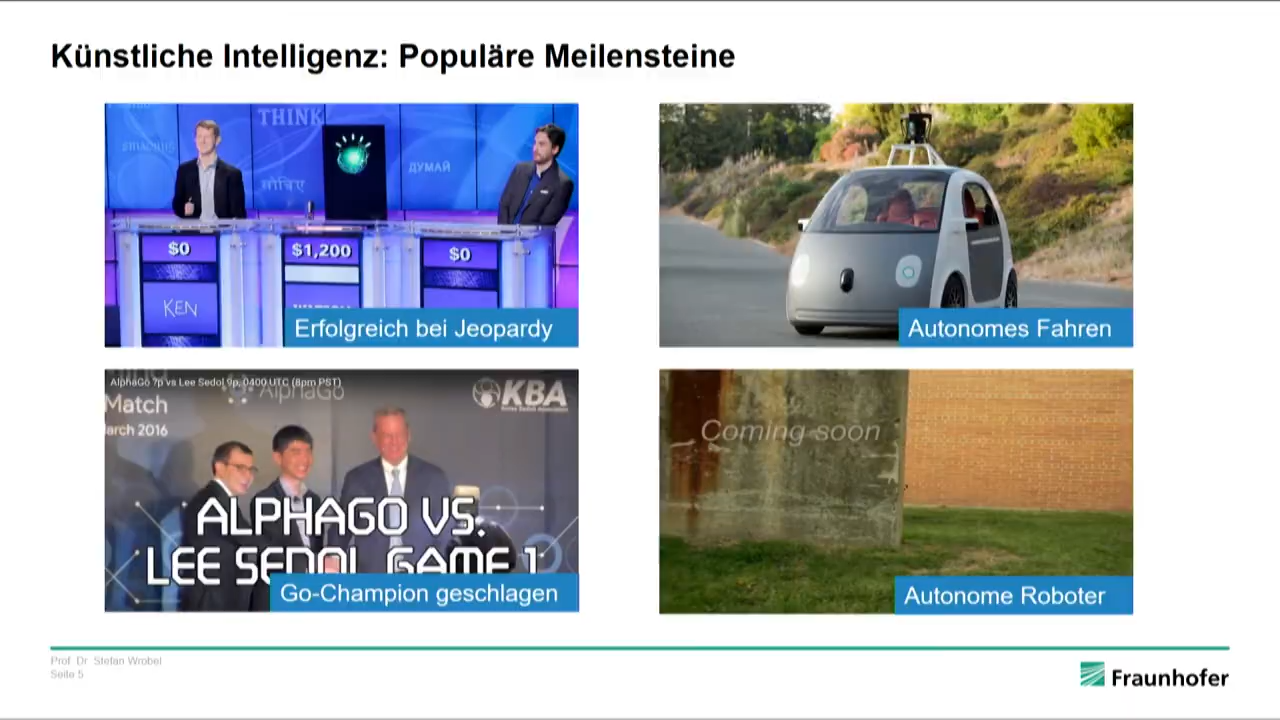 Künstliche Intelligenz: Populäre Meilensteine
THINK
ДУМАЙ
$0
$1,200
$0
KEN
Erfolgreich bei Jeopardy
Autonomes Fahren
AlphaGo 7p vs Lee Sedol 9p, 0400 UTC (8pm PST)
AlphaGo
KBA
Match
arch 2016
ALPHAGO VS.
LEE SEDOL GAME 1
Go-Champion geschlagen
Coming soon
Autonome Roboter
Prof. Dr. Stefan Wrobel
Seite 5
Fraunhofer